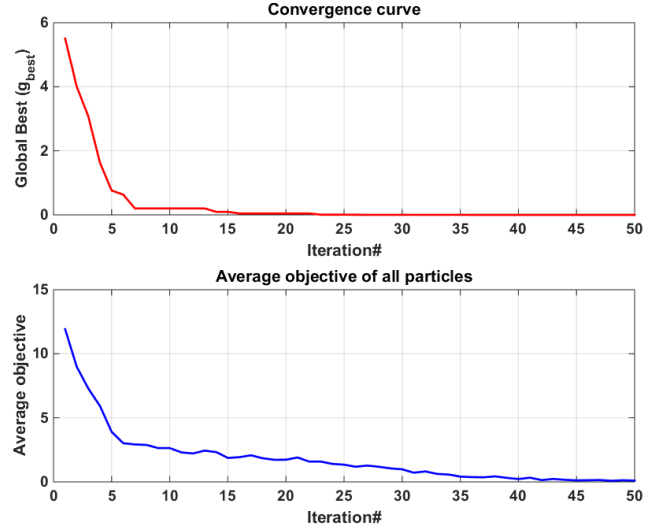 Convergence curve
Global Best (g_best)
6
4
2
0
0 5 10 15 20 25 30 35 40 45 50
Iteration#
Average objective of all particles
Average objective
15
10
5
0
0 5 10 15 20 25 30 35 40 45 50
Iteration#